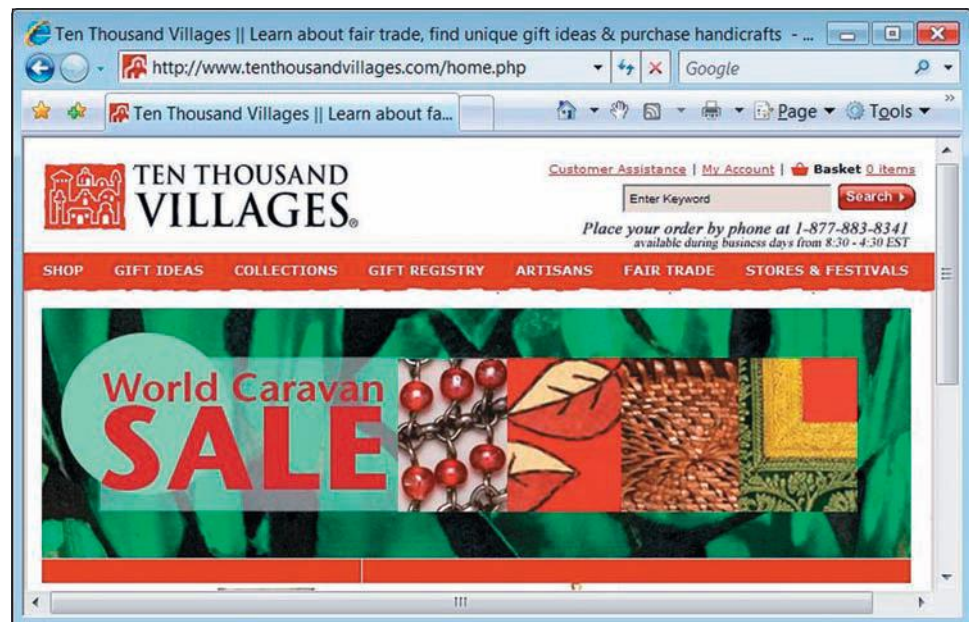 Ten Thousand Villages || Learn about fair trade, find unique gift ideas & purchase handicrafts - ...
http://www.tenthousandvillages.com/home.php Google
Ten Thousand Villages || Learn about fa... Page Tools
TEN THOUSAND
VILLAGES®
Customer Assistance | My Account | Basket 0 items
Enter Keyword Search
Place your order by phone at 1-877-883-8341
available during business days from 8:30 - 4:30 EST
SHOP GIFT IDEAS COLLECTIONS GIFT REGISTRY ARTISANS FAIR TRADE STORES & FESTIVALS
World Caravan
SALE